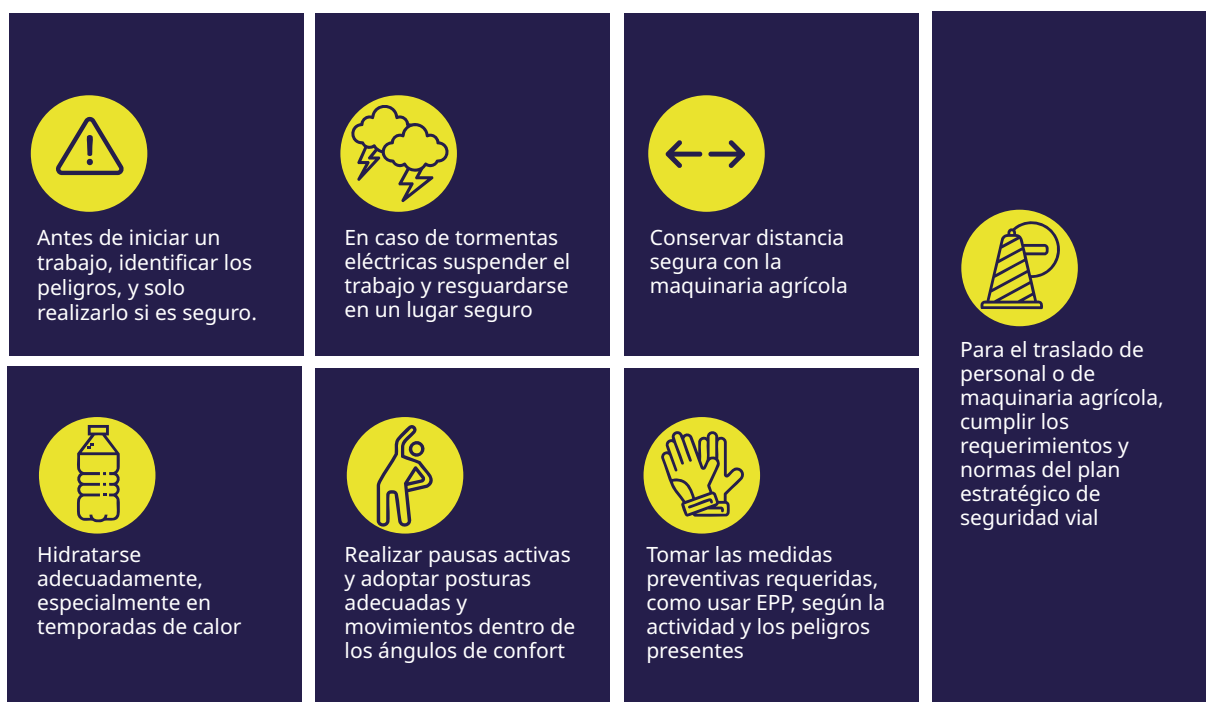 Antes de iniciar un
trabajo, identificar los
peligros, y solo
realizarlo si es seguro.
En caso de tormentas
eléctricas suspender el
trabajo y resguardarse
en un lugar seguro
Conservar distancia
segura con la
maquinaria agrícola
Para el traslado de
personal o de
maquinaria agrícola,
cumplir los
requerimientos y
normas del plan
estratégico de
seguridad vial
Hidratarse
adecuadamente,
especialmente en
temporadas de calor
Realizar pausas activas
y adoptar posturas
adecuadas y
movimientos dentro de
los ángulos de confort
Tomar las medidas
preventivas requeridas,
como usar EPP, según la
actividad y los peligros
presentes